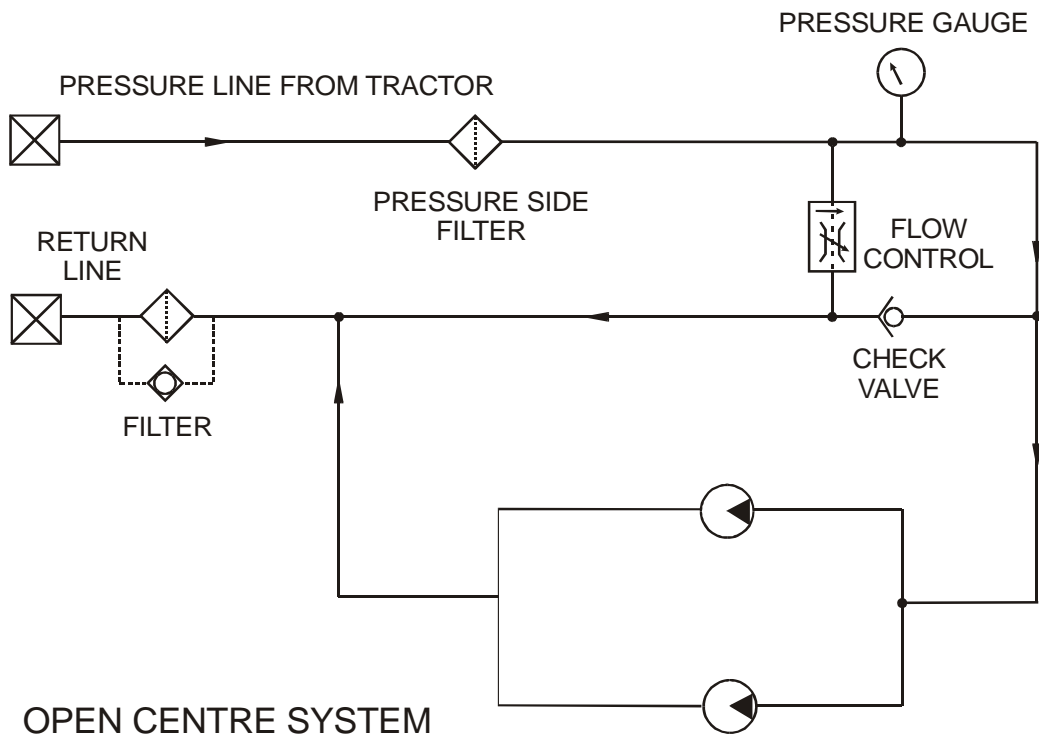 PRESSURE GAUGE
PRESSURE LINE FROM TRACTOR
PRESSURE SIDE
FILTER
RETURN
LINE
FLOW
CONTROL
CHECK
VALVE
FILTER
OPEN CENTRE SYSTEM